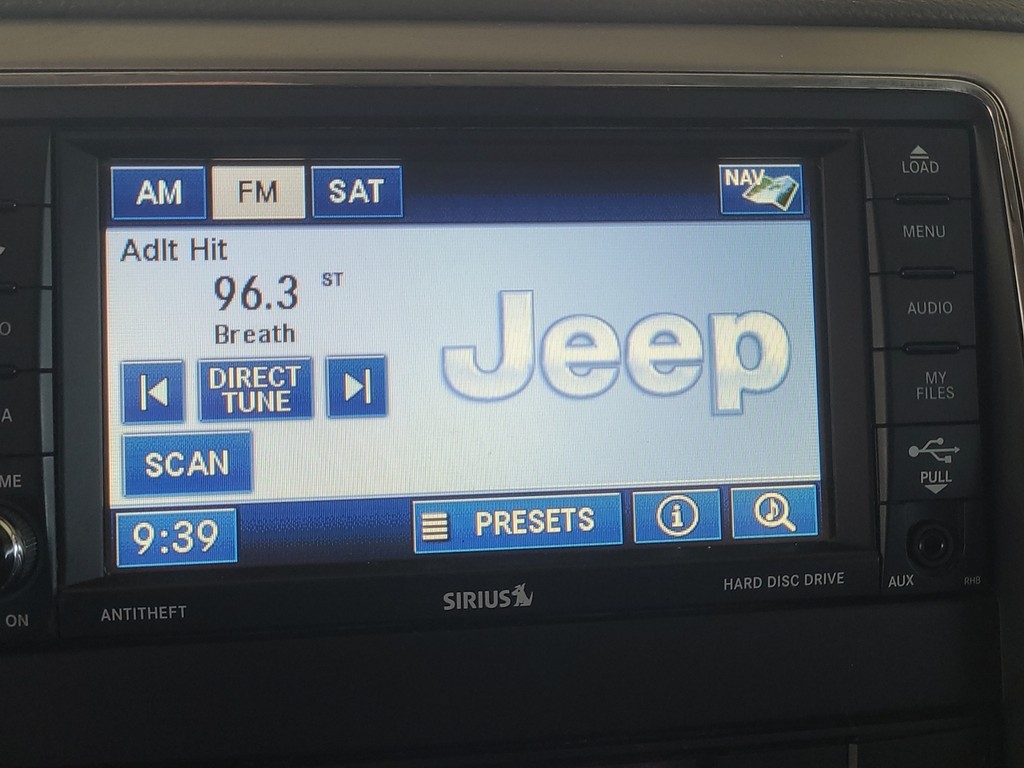 AM FM SAT NAV
Adlt Hit
96.3 ST
Breath
DIRECT
TUNE
SCAN
Jeep
9:39 PRESETS i
LOAD
MENU
AUDIO
MY
FILES
PULL
AUX RHB
O
A
ME
ON
ANTITHEFT SIRIUS HARD DISC DRIVE